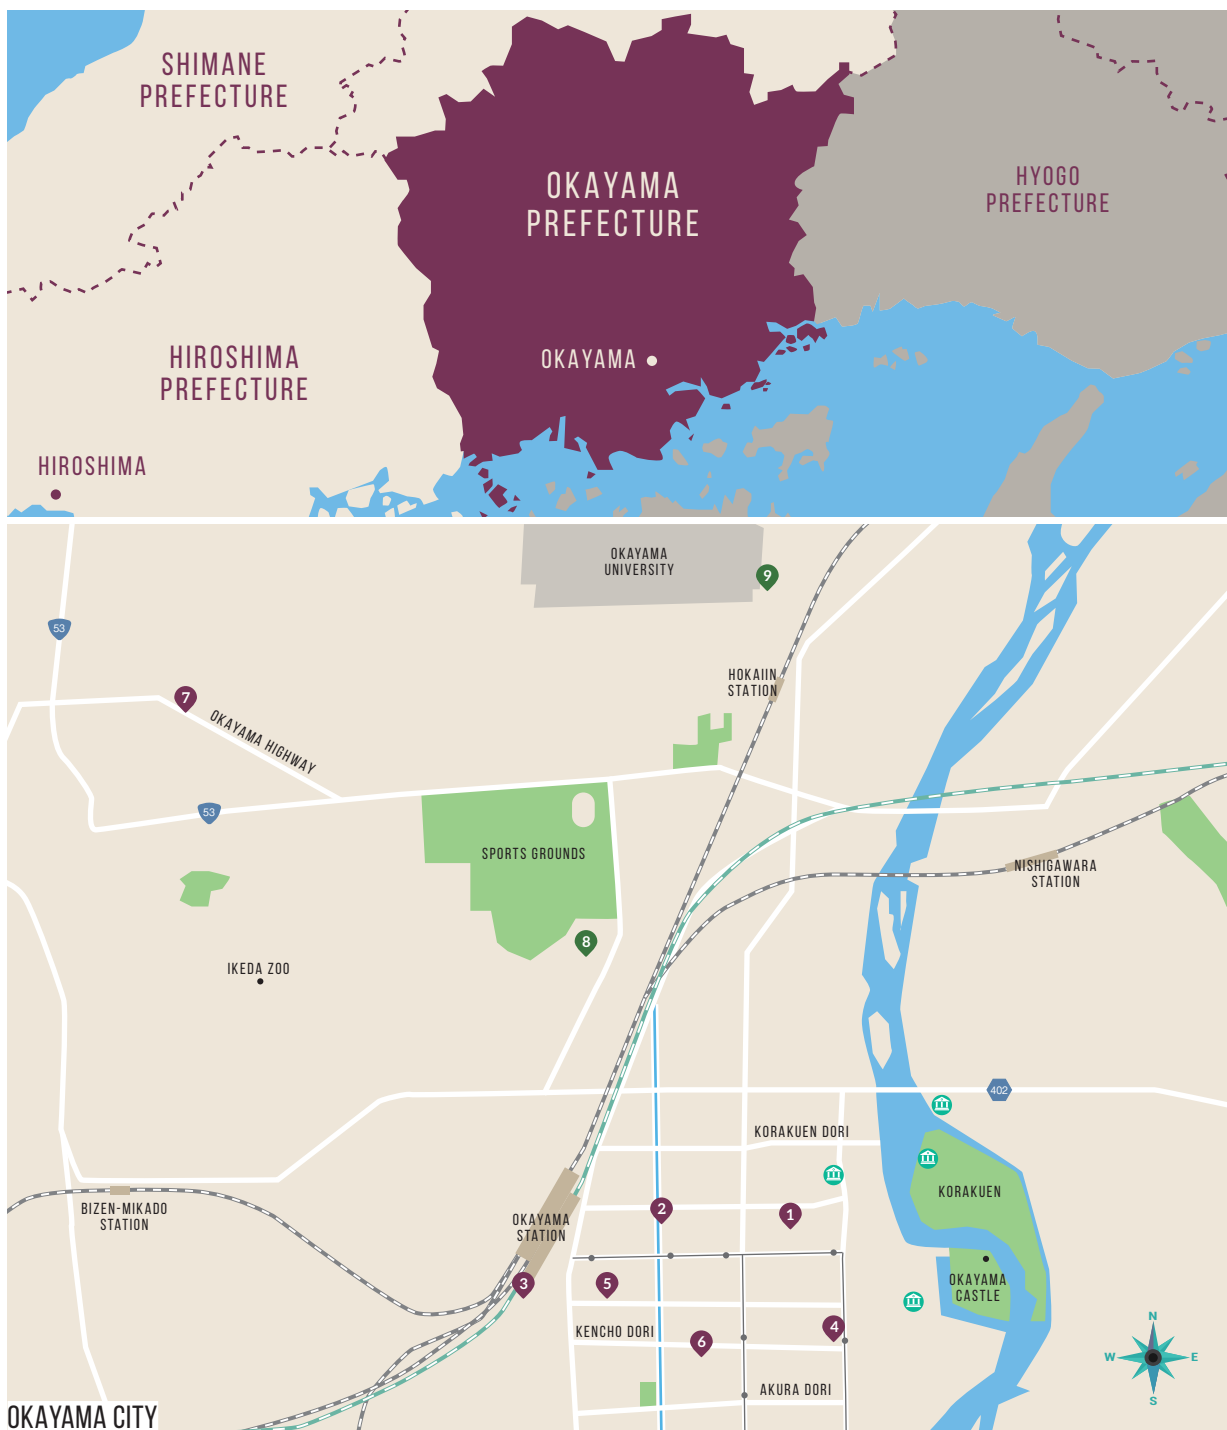 SHIMANE
PREFECTURE
OKAYAMA
PREFECTURE
HYOGO
PREFECTURE
HIROSHIMA
PREFECTURE
OKAYAMA
HIROSHIMA
OKAYAMA
UNIVERSITY
9
53
HOKAIIN
STATION
7
OKAYAMA HIGHWAY
53
SPORTS GROUNDS
NISHIGAWARA
STATION
8
IKEDA ZOO
402
KORAKUEN DORI
KORAKUEN
BIZEN-MIKADO
STATION
OKAYAMA
STATION
2
1
3
5
OKAYAMA
CASTLE
KENCHO DORI
6
4
N
W
E
S
AKURA DORI
OKAYAMA CITY